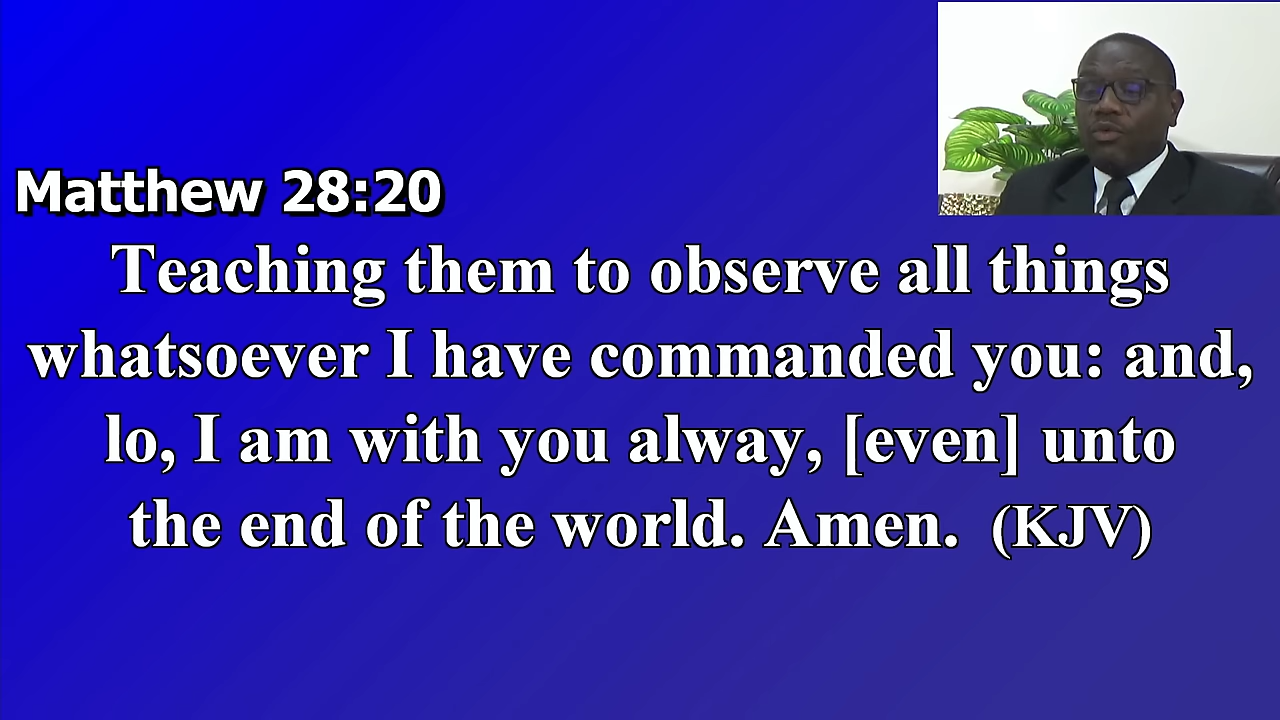 Matthew 28:20
Teaching them to observe all things
whatsoever I have commanded you: and,
lo, I am with you alway, [even] unto
the end of the world. Amen. (KJV)